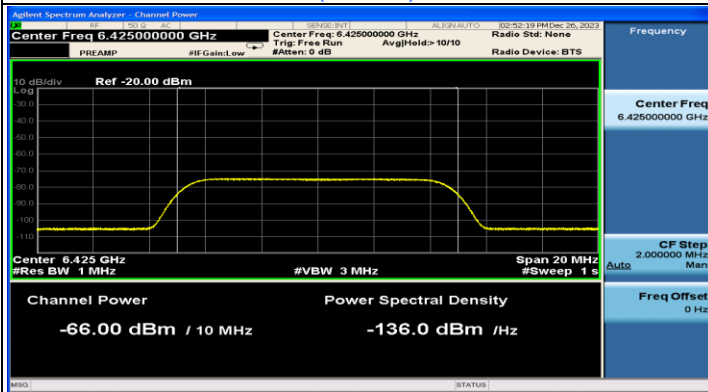 Agilent Spectrum Analyzer - Channel Power
RF 50 Ω AC SENSE:INT ALIGNAUTO 02:52:19 PM Dec 26, 2023
Center Freq 6.425000000 GHz
Center Freq: 6.425000000 GHz
Radio Std: None
Trig: Free Run Avg|Hold:>10/10
PREAMP #IFGain:Low #Atten: 0 dB Radio Device: BTS
10 dB/div Ref -20.00 dBm
Log
-30.0
-40.0
-50.0
-60.0
-70.0
-80.0
-90.0
-100
-110
Center 6.425 GHz Span 20 MHz
#Res BW 1 MHz #VBW 3 MHz #Sweep 1 s
Channel Power Power Spectral Density
-66.00 dBm / 10 MHz -136.0 dBm /Hz
MSG STATUS
Frequency
Center Freq
6.425000000 GHz
CF Step
2.000000 MHz
Auto Man
Freq Offset
0 Hz